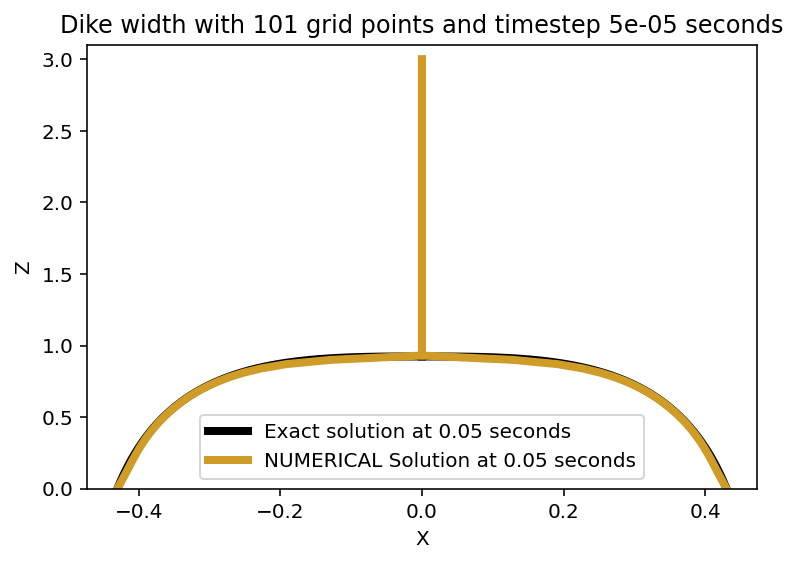 Dike width with 101 grid points and timestep 5e-05 seconds
3.0
2.5
2.0
1.5
1.0
0.5
0.0
Z
Exact solution at 0.05 seconds
NUMERICAL Solution at 0.05 seconds
−0.4 −0.2 0.0 0.2 0.4
X